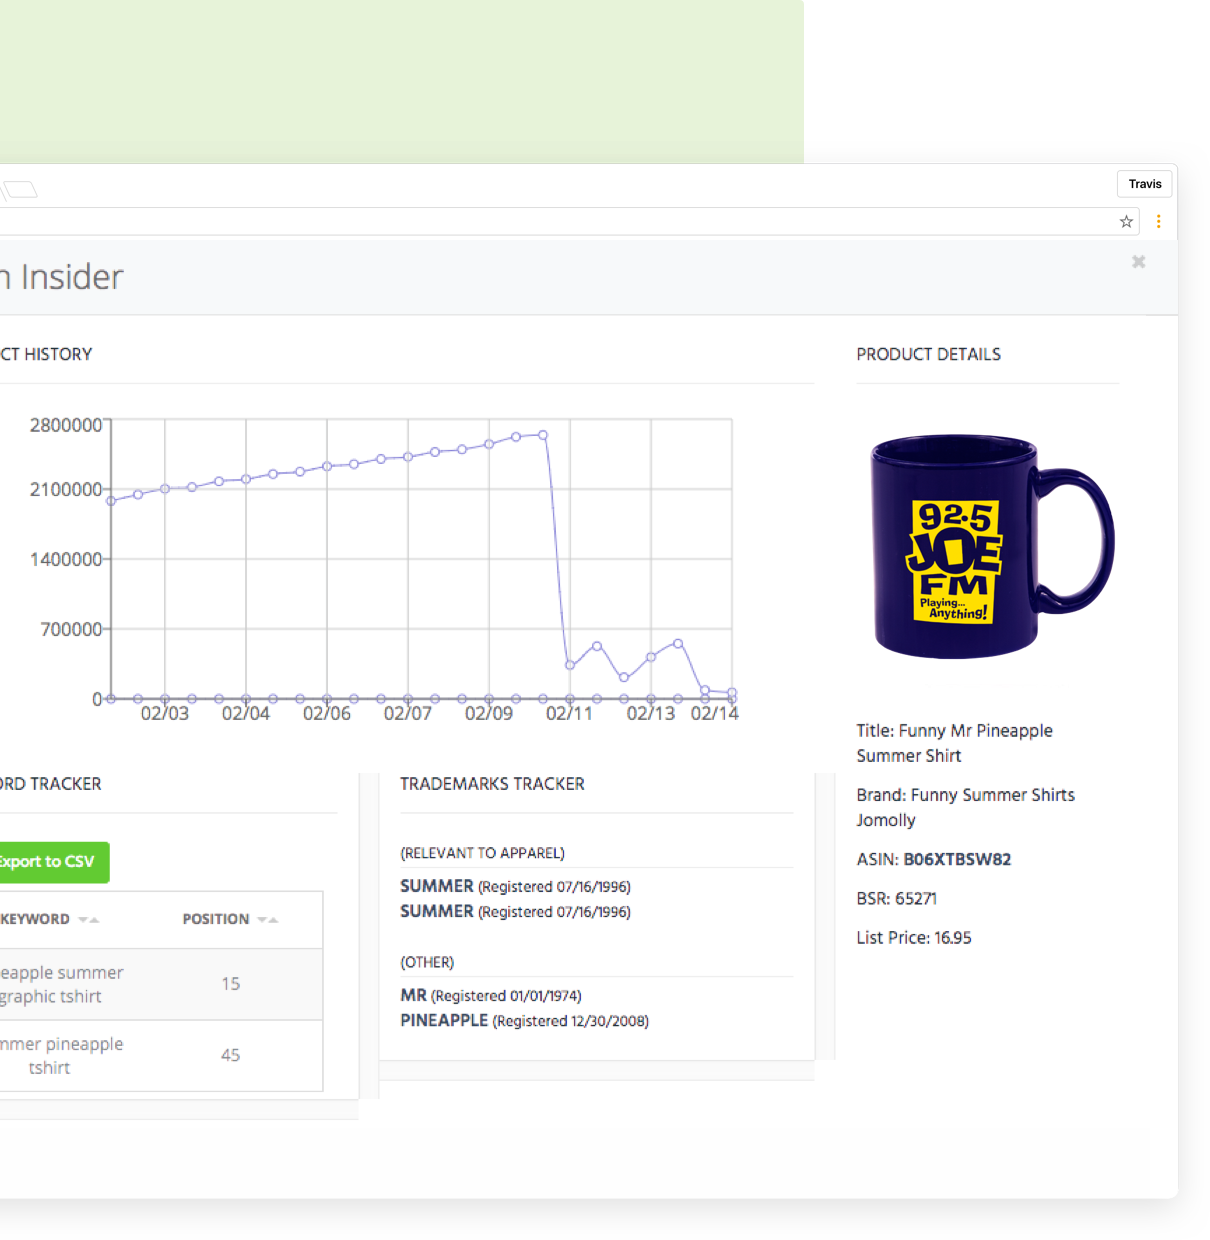 Travis
n Insider
CT HISTORY
PRODUCT DETAILS
2800000
2100000
1400000
700000
0
02/03 02/04 02/06 02/07 02/09 02/11 02/13 02/14
92.5
JOE
FM
Playing...
Anything!
Title: Funny Mr Pineapple
Summer Shirt
Brand: Funny Summer Shirts
Jomolly
ASIN: B06XTBSW82
BSR: 65271
List Price: 16.95
ORD TRACKER
Export to CSV
KEYWORD POSITION
eapple summer
graphic tshirt
15
mmer pineapple
tshirt
45
TRADEMARKS TRACKER
(RELEVANT TO APPAREL)
SUMMER (Registered 07/16/1996)
SUMMER (Registered 07/16/1996)
(OTHER)
MR (Registered 01/01/1974)
PINEAPPLE (Registered 12/30/2008)